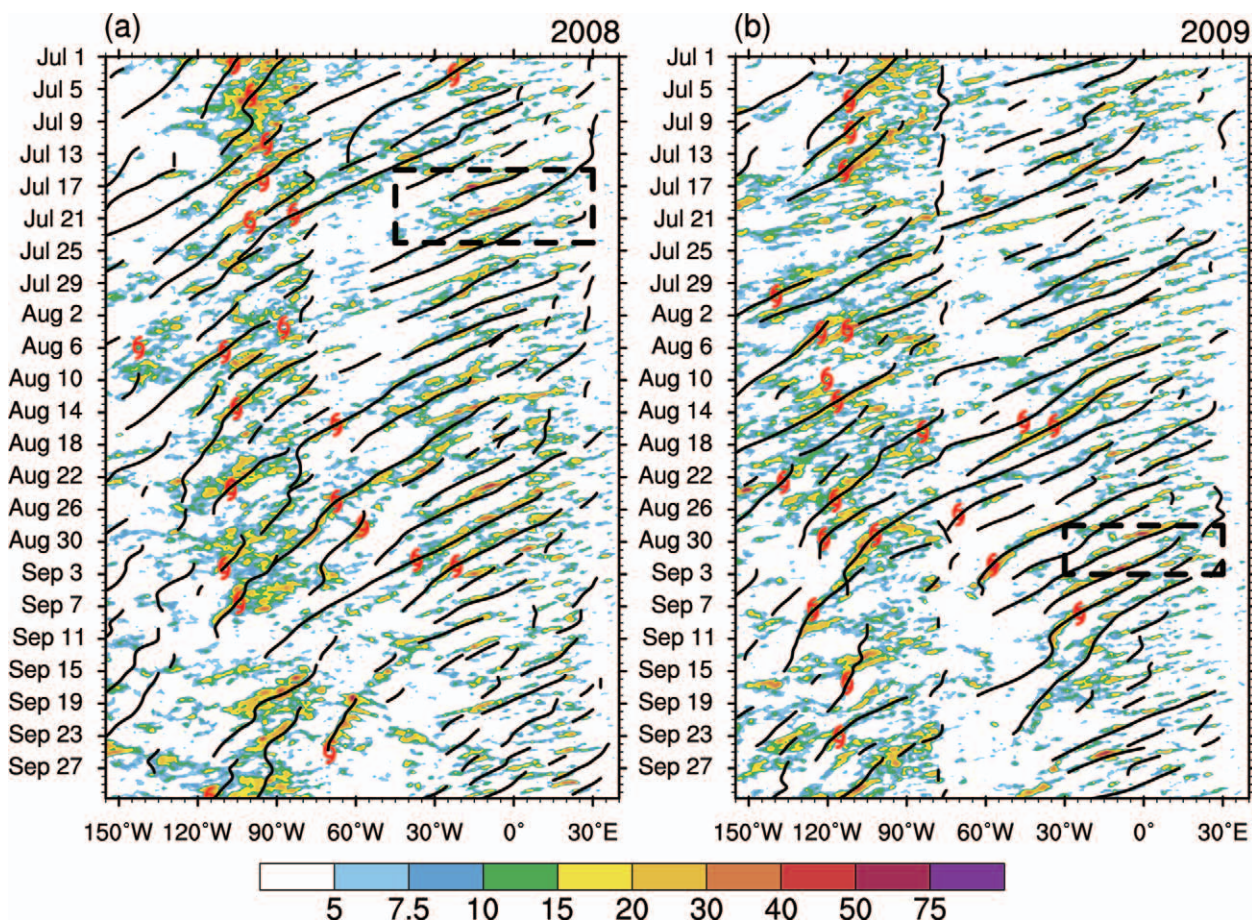 (a) 2008 (b) 2009
Jul 1 Jul 1
Jul 5 Jul 5
Jul 9 Jul 9
Jul 13 Jul 13
Jul 17 Jul 17
Jul 21 Jul 21
Jul 25 Jul 25
Jul 29 Jul 29
Aug 2 Aug 2
Aug 6 Aug 6
Aug 10 Aug 10
Aug 14 Aug 14
Aug 18 Aug 18
Aug 22 Aug 22
Aug 26 Aug 26
Aug 30 Aug 30
Sep 3 Sep 3
Sep 7 Sep 7
Sep 11 Sep 11
Sep 15 Sep 15
Sep 19 Sep 19
Sep 23 Sep 23
Sep 27 Sep 27
150°W 120°W 90°W 60°W 30°W 0° 30°E 150°W 120°W 90°W 60°W 30°W 0° 30°E
5 7.5 10 15 20 30 40 50 75